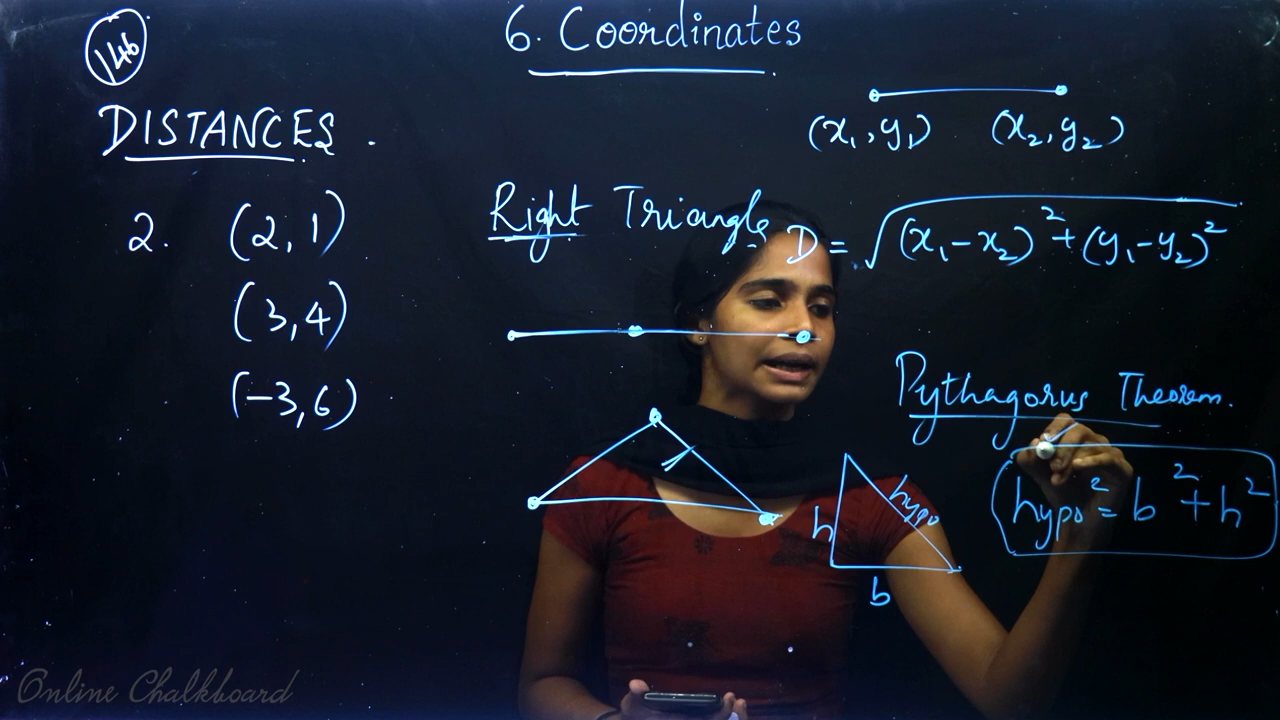 146
6. Coordinates
DISTANCES.
(x₁, y₁) (x₂, y₂)
2. (2, 1)
(3, 4)
(-3, 6)
Right Triangle
D = √(x₁-x₂)² + (y₁-y₂)²
Pythagorus Theorem.
hypo² = b² + h²
h
hypo
b
Online Chalkboard